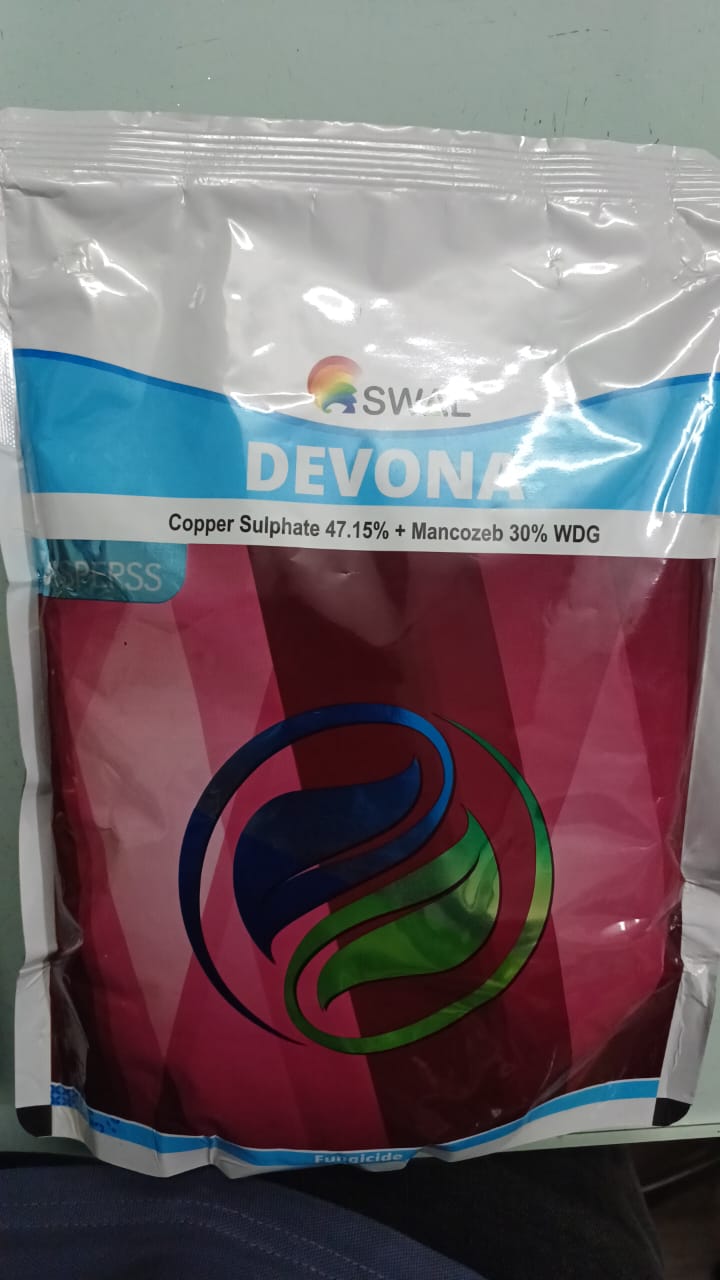 SWAL
DEVONA
Copper Sulphate 47.15% + Mancozeb 30% WDG
Fungicide